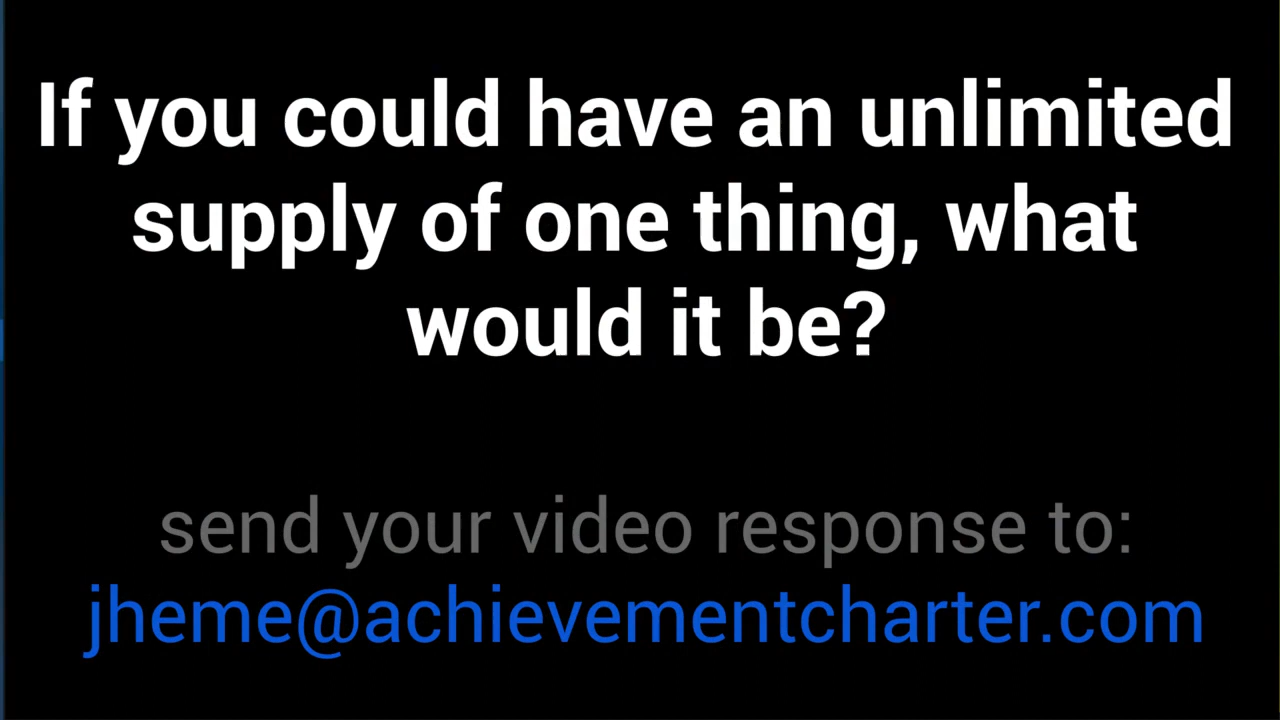 If you could have an unlimited
supply of one thing, what
would it be?
send your video response to:
jheme@achievementcharter.com